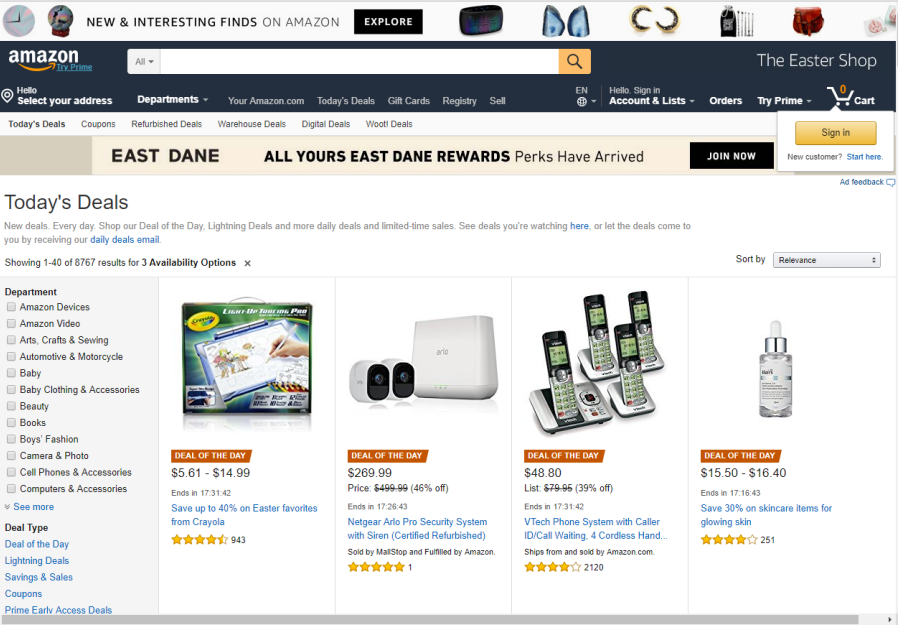 NEW & INTERESTING FINDS ON AMAZON
EXPLORE
amazon
Try Prime
All
The Easter Shop
Hello
Select your address
Departments
Your Amazon.com
Today's Deals
Gift Cards
Registry
Sell
EN
Hello. Sign in
Account & Lists
Orders
Try Prime
0
Cart
Today's Deals
Coupons
Refurbished Deals
Warehouse Deals
Digital Deals
Woot! Deals
Sign in
New customer? Start here.
EAST DANE
ALL YOURS EAST DANE REWARDS Perks Have Arrived
JOIN NOW
Ad feedback
Today's Deals
New deals. Every day. Shop our Deal of the Day, Lightning Deals and more daily deals and limited-time sales. See deals you're watching here, or let the deals come to
you by receiving our daily deals email.
Showing 1-40 of 8767 results for 3 Availability Options ×
Sort by
Relevance
Department
Amazon Devices
Amazon Video
Arts, Crafts & Sewing
Automotive & Motorcycle
Baby
Baby Clothing & Accessories
Beauty
Books
Boys' Fashion
Camera & Photo
Cell Phones & Accessories
Computers & Accessories
See more
Deal Type
Deal of the Day
Lightning Deals
Savings & Sales
Coupons
Prime Early Access Deals
Crayola
Light-Up Tracing Pad
DEAL OF THE DAY
$5.61 - $14.99
Ends in 17:31:42
Save up to 40% on Easter favorites
from Crayola
943
arlo
DEAL OF THE DAY
$269.99
Price: $499.99 (46% off)
Ends in 17:26:43
Netgear Arlo Pro Security System
with Siren (Certified Refurbished)
Sold by MallStop and Fulfilled by Amazon.
1
vtech
DEAL OF THE DAY
$48.80
List: $79.95 (39% off)
Ends in 17:31:42
VTech Phone System with Caller
ID/Call Waiting, 4 Cordless Hand...
Ships from and sold by Amazon.com.
2120
DEAL OF THE DAY
$15.50 - $16.40
Ends in 17:16:43
Save 30% on skincare items for
glowing skin
251